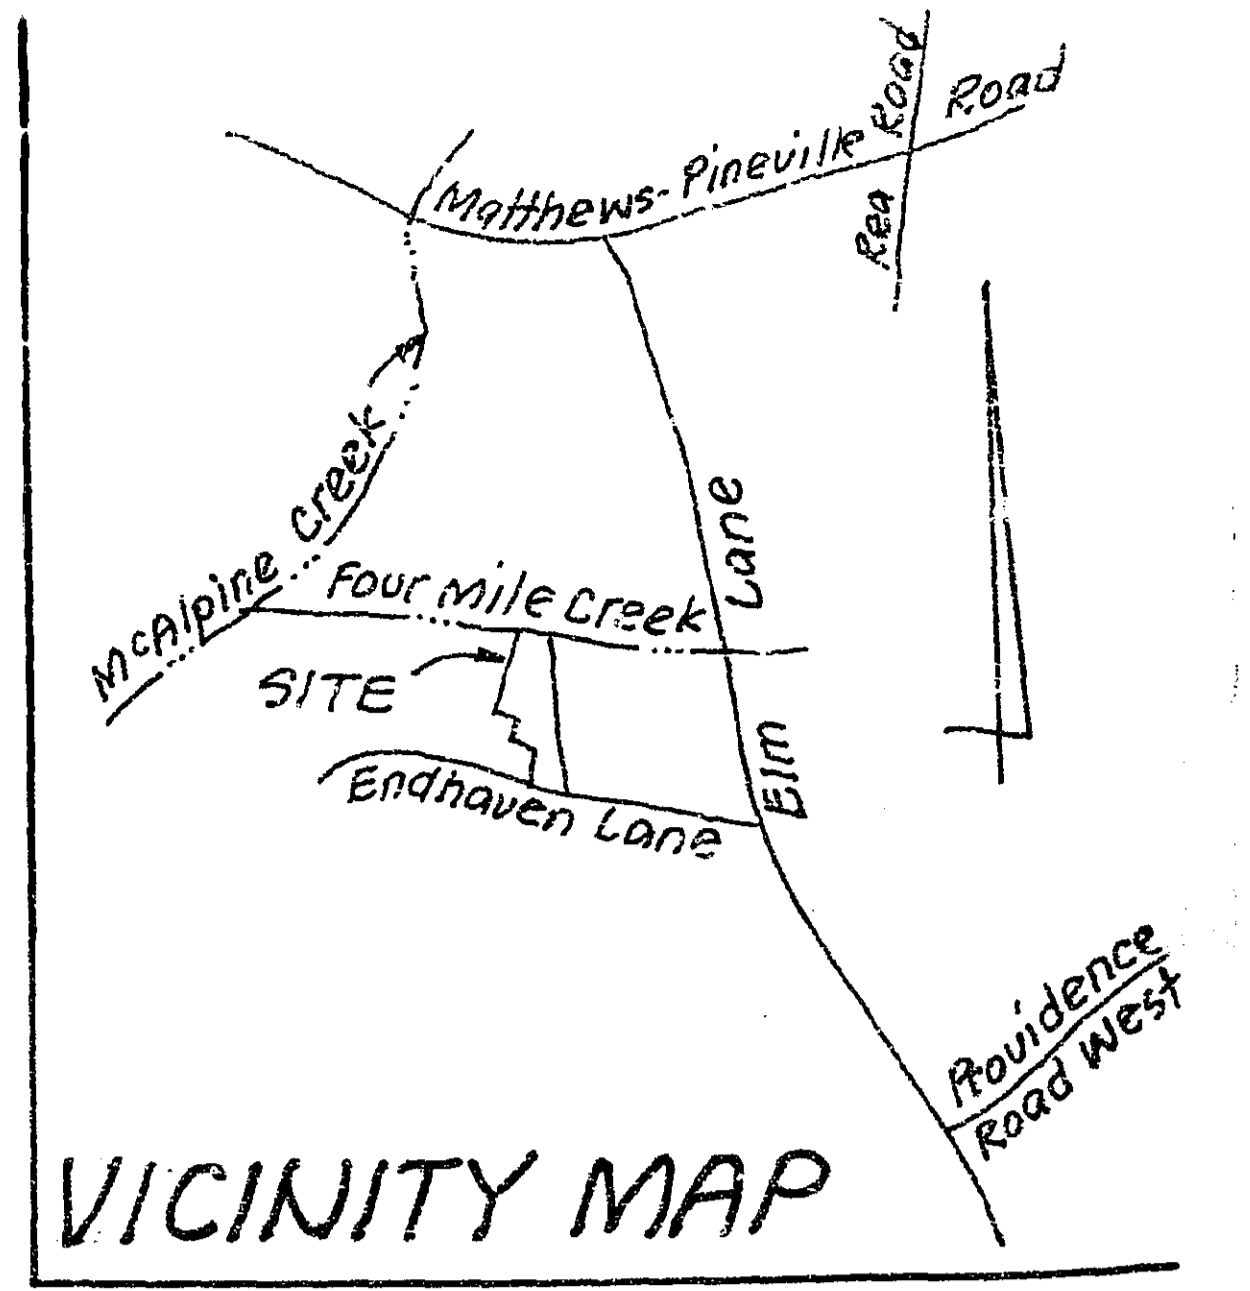 Rea Road
Matthews-Pineville Road
McAlpine Creek
Four Mile Creek
Elm Lane
SITE
Endhaven Lane
Providence
Road West
VICINITY MAP